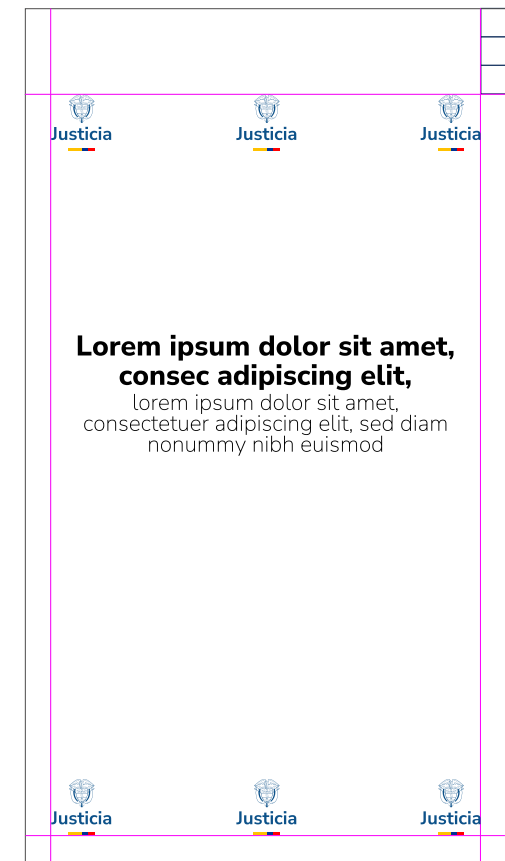 Justicia Justicia Justicia
Lorem ipsum dolor sit amet,
consec adipiscing elit,
lorem ipsum dolor sit amet,
consectetuer adipiscing elit, sed diam
nonummy nibh euismod
Justicia Justicia Justicia